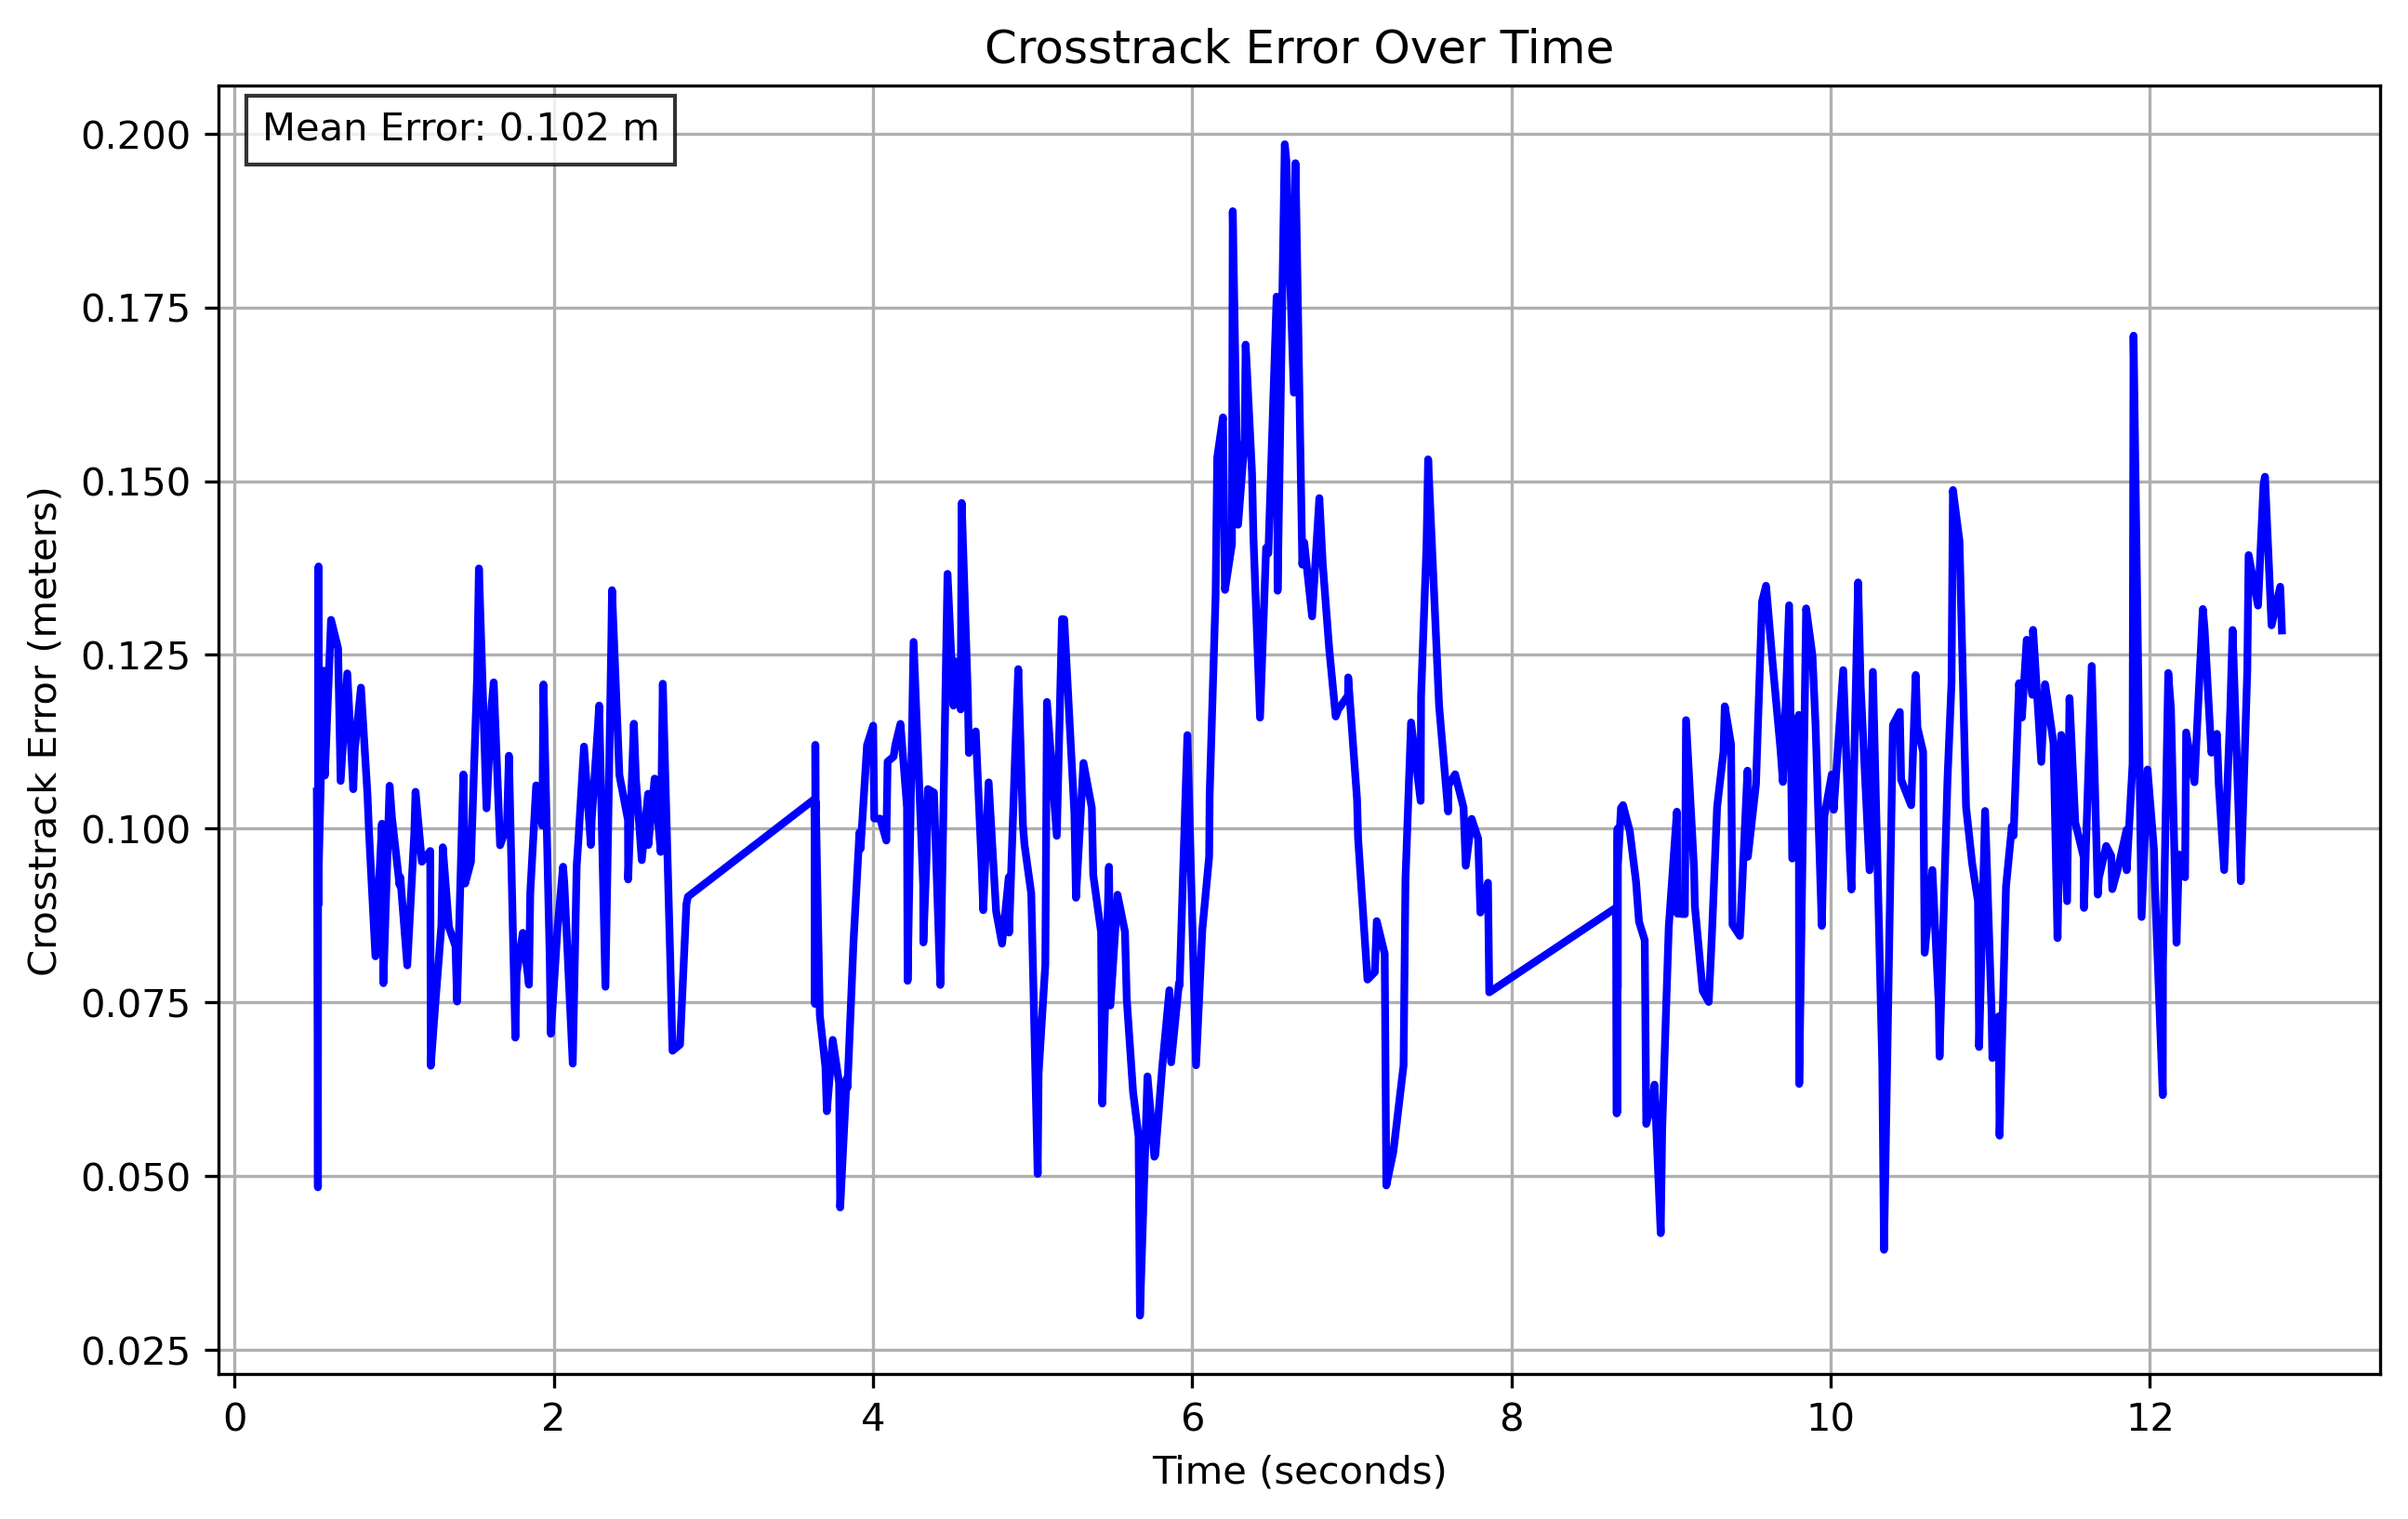 Crosstrack Error Over Time
Mean Error: 0.102 m
Crosstrack Error (meters)
0.200
0.175
0.150
0.125
0.100
0.075
0.050
0.025
0 2 4 6 8 10 12
Time (seconds)